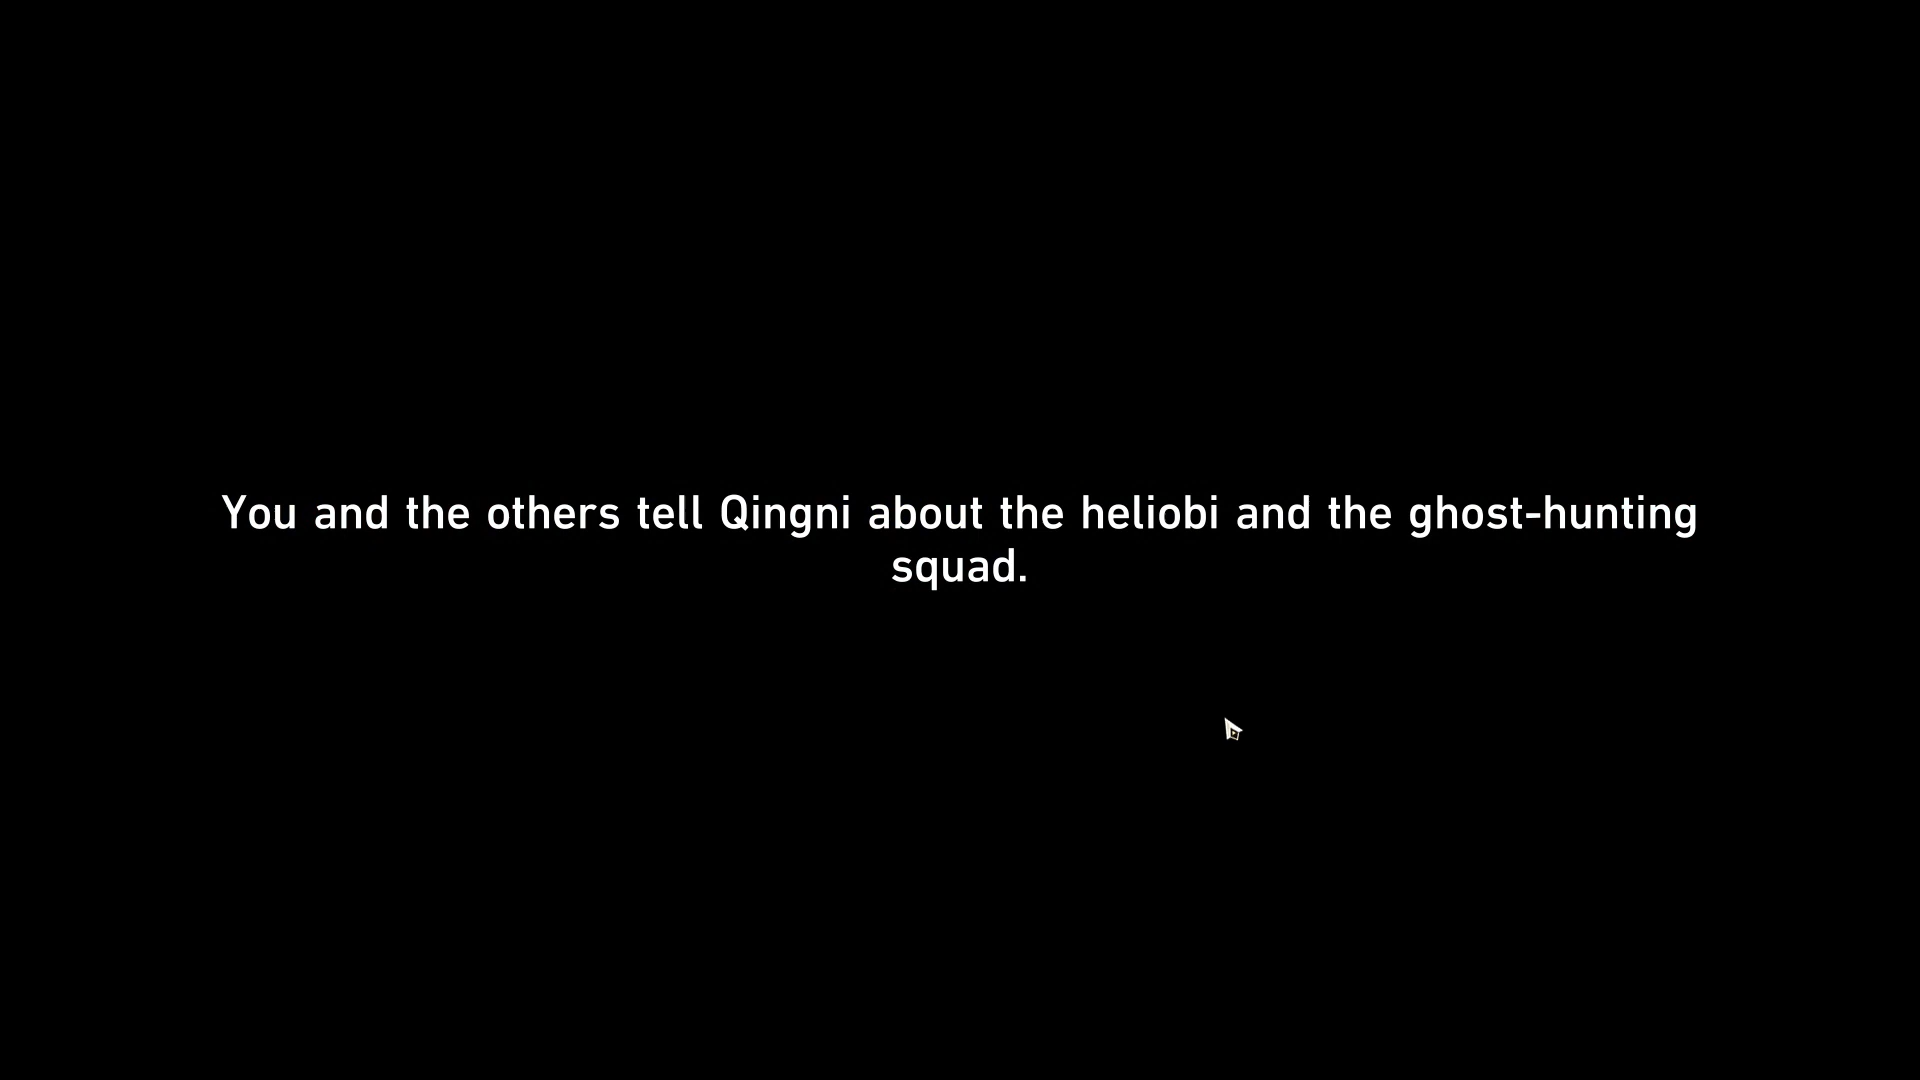 You and the others tell Qingni about the heliobi and the ghost-hunting
squad.